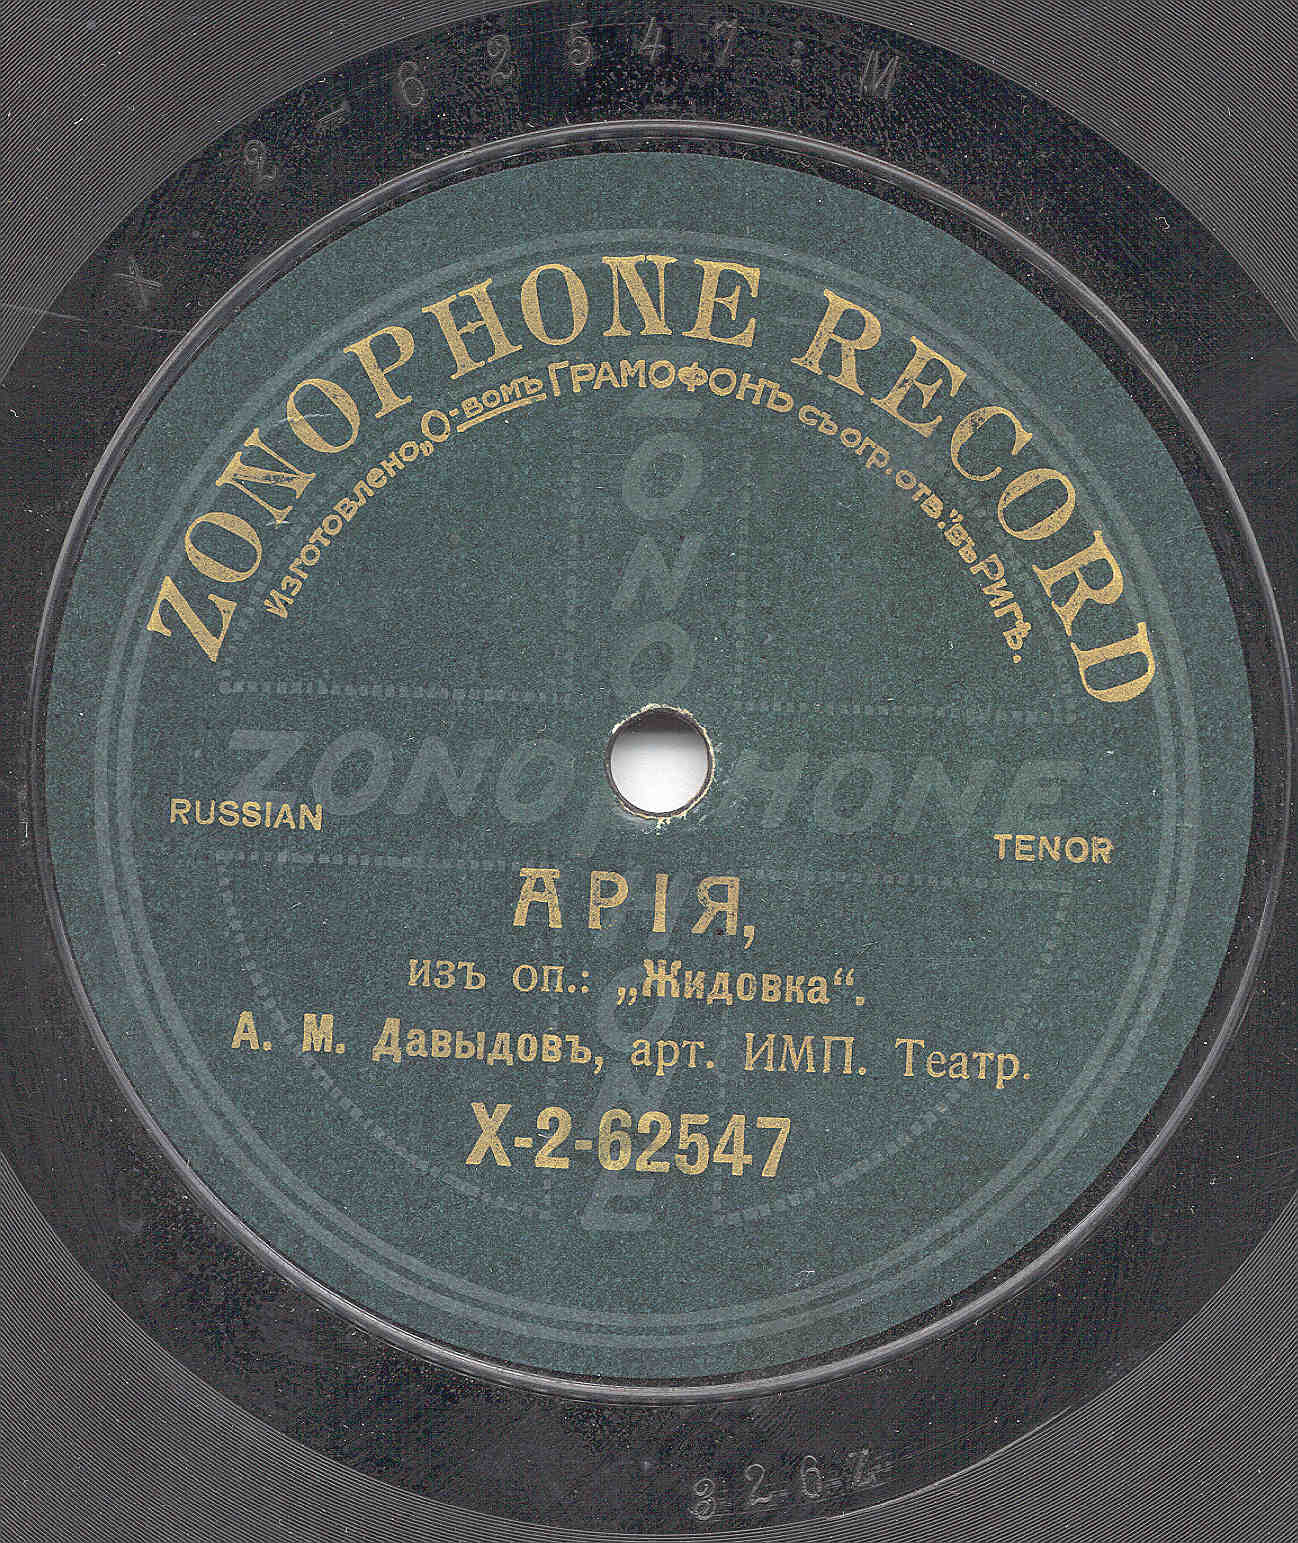 X 2 - 62547: M
ZONOPHONE RECORD
Изготовлено „О-вомъ ГРАМОФОНЪ съ огр. отв.“ въ Ригѣ.
ZONOPHONE
ZONOPHONE
RUSSIAN
TENOR
АРІЯ,
изъ оп.: „Жидовка“.
А. М. Давыдовъ, арт. ИМП. Театр.
X-2-62547